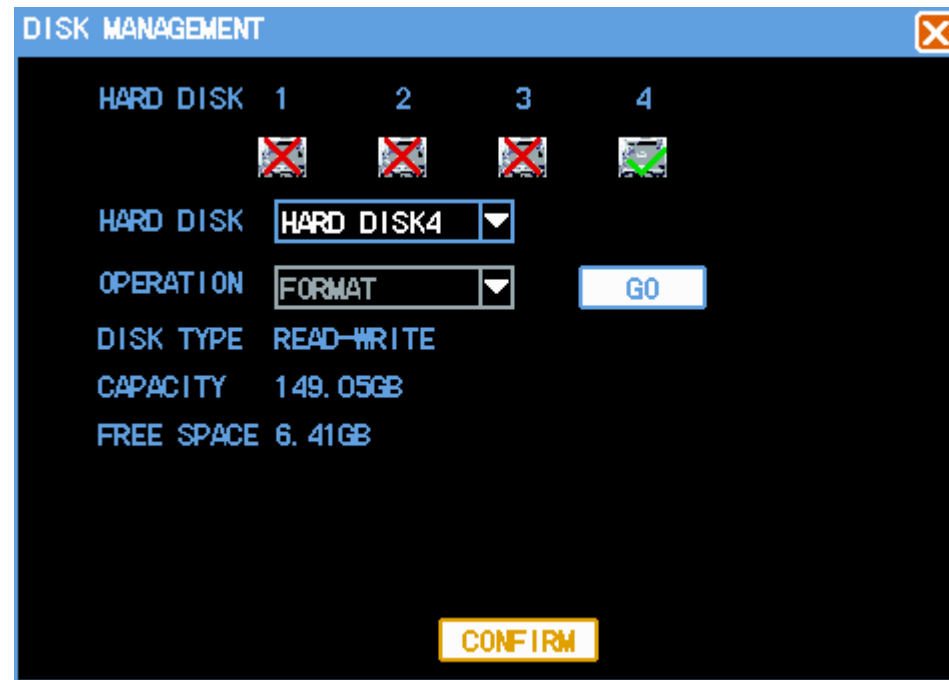 DISK MANAGEMENT
HARD DISK 1 2 3 4
HARD DISK HARD DISK4
OPERATION FORMAT GO
DISK TYPE READ-WRITE
CAPACITY 149.05GB
FREE SPACE 6.41GB
CONFIRM